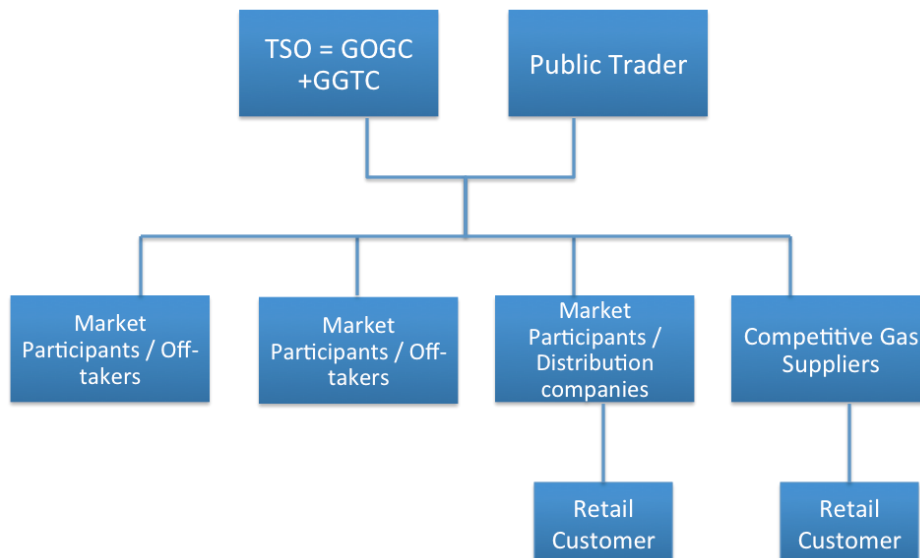 TSO = GOGC
+GGTC
Public Trader
Market
Participants / Off-
takers
Market
Participants / Off-
takers
Market
Participants /
Distribution
companies
Competitive Gas
Suppliers
Retail
Customer
Retail
Customer